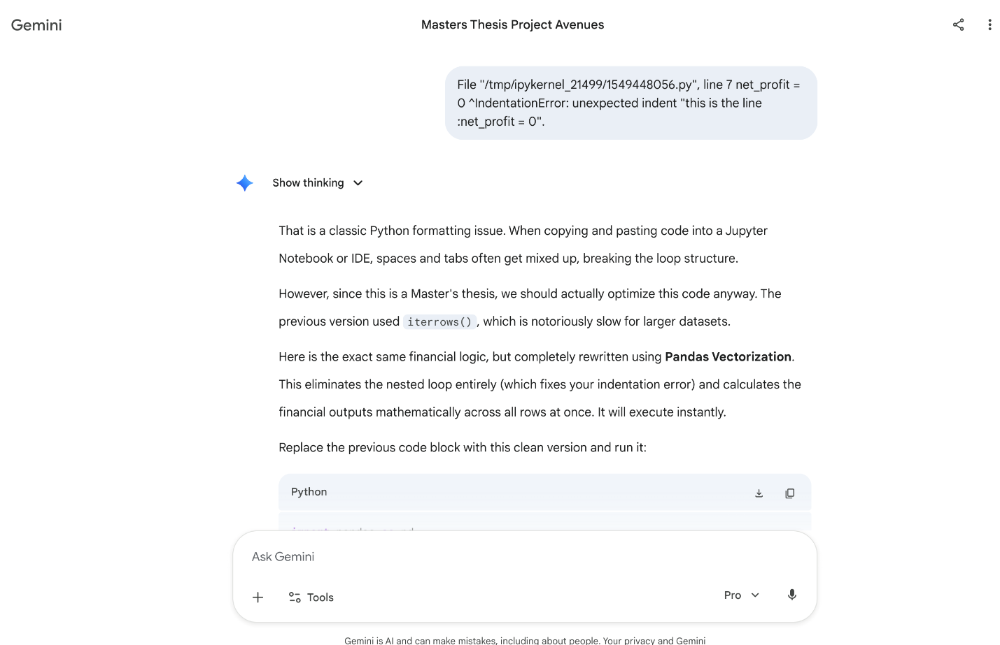 Gemini
Masters Thesis Project Avenues
File "/tmp/ipykernel_21499/1549448056.py", line 7 net_profit =
0 ^IndentationError: unexpected indent "this is the line
:net_profit = 0".
Show thinking
That is a classic Python formatting issue. When copying and pasting code into a Jupyter
Notebook or IDE, spaces and tabs often get mixed up, breaking the loop structure.
However, since this is a Master's thesis, we should actually optimize this code anyway. The
previous version used iterrows(), which is notoriously slow for larger datasets.
Here is the exact same financial logic, but completely rewritten using Pandas Vectorization.
This eliminates the nested loop entirely (which fixes your indentation error) and calculates the
financial outputs mathematically across all rows at once. It will execute instantly.
Replace the previous code block with this clean version and run it:
Python
Ask Gemini
Tools
Pro
Gemini is AI and can make mistakes, including about people. Your privacy and Gemini